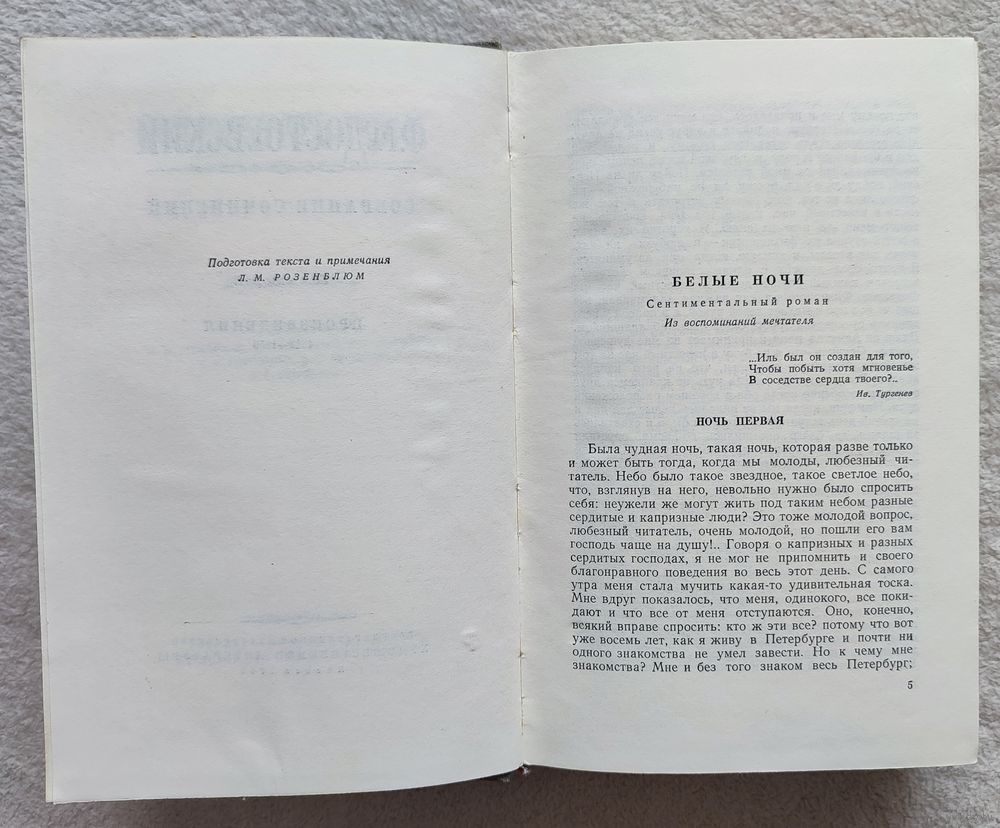 Подготовка текста и примечания
Л. М. РОЗЕНБЛЮМ
БЕЛЫЕ НОЧИ
Сентиментальный роман
Из воспоминаний мечтателя
...Иль был он создан для того,
Чтобы побыть хотя мгновенье
В соседстве сердца твоего?..
Ив. Тургенев
НОЧЬ ПЕРВАЯ
Была чудная ночь, такая ночь, которая разве только
и может быть тогда, когда мы молоды, любезный чи-
татель. Небо было такое звездное, такое светлое небо,
что, взглянув на него, невольно нужно было спросить
себя: неужели же могут жить под таким небом разные
сердитые и капризные люди? Это тоже молодой вопрос,
любезный читатель, очень молодой, но пошли его вам
господь чаще на душу!.. Говоря о капризных и разных
сердитых господах, я не мог не припомнить и своего
благонравного поведения во весь этот день. С самого
утра меня стала мучить какая-то удивительная тоска.
Мне вдруг показалось, что меня, одинокого, все поки-
дают и что все от меня отступаются. Оно, конечно,
всякий вправе спросить: кто ж эти все? потому что вот
уже восемь лет, как я живу в Петербурге и почти ни
одного знакомства не умел завести. Но к чему мне
знакомства? Мне и без того знаком весь Петербург;
5